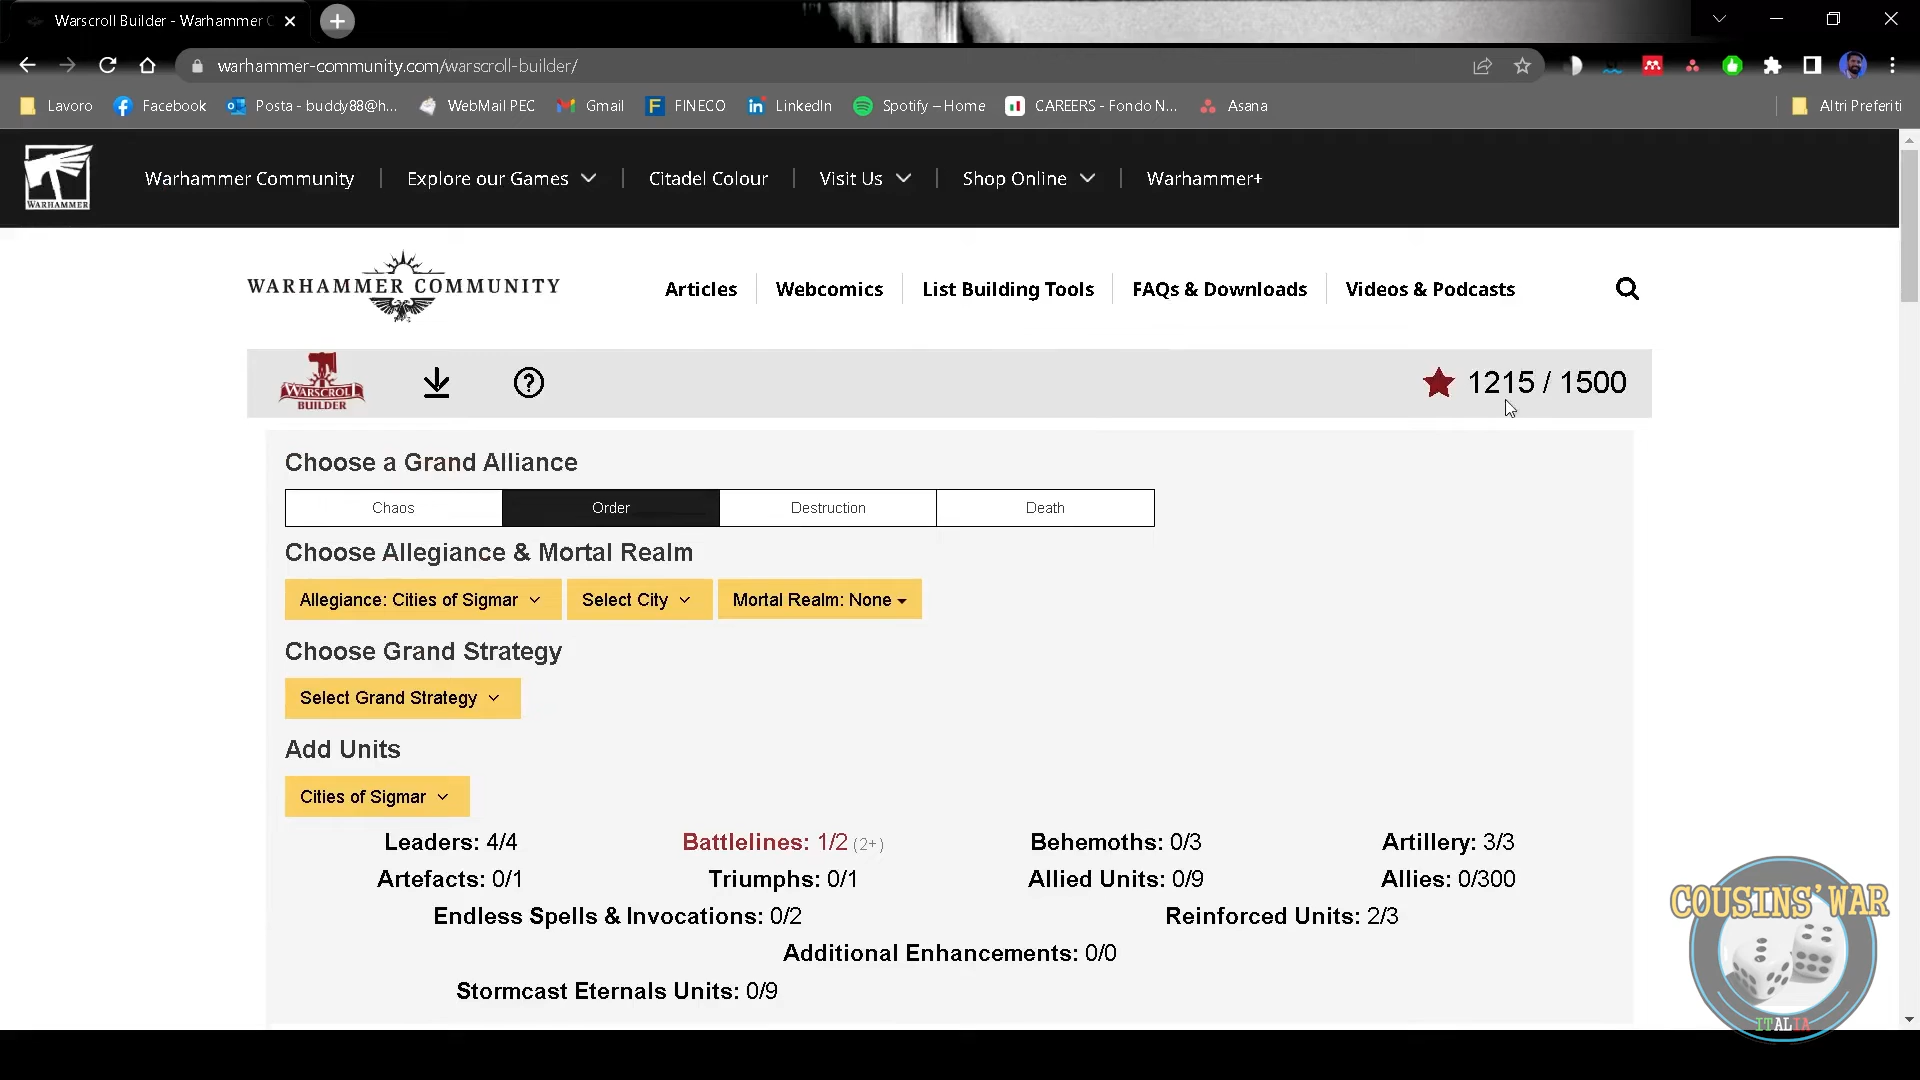 Warscroll Builder - Warhammer C
warhammer-community.com/warscroll-builder/
Lavoro
Facebook
Posta - buddy88@h...
WebMail PEC
Gmail
FINECO
LinkedIn
Spotify – Home
CAREERS - Fondo N...
Asana
Altri Preferiti
WARHAMMER
Warhammer Community
Explore our Games
Citadel Colour
Visit Us
Shop Online
Warhammer+
WARHAMMER COMMUNITY
Articles
Webcomics
List Building Tools
FAQs & Downloads
Videos & Podcasts
WARSCROLL
BUILDER
1215 / 1500
Choose a Grand Alliance
Chaos
Order
Destruction
Death
Choose Allegiance & Mortal Realm
Allegiance: Cities of Sigmar
Select City
Mortal Realm: None
Choose Grand Strategy
Select Grand Strategy
Add Units
Cities of Sigmar
Leaders: 4/4
Battlelines: 1/2 (2+)
Behemoths: 0/3
Artillery: 3/3
Artefacts: 0/1
Triumphs: 0/1
Allied Units: 0/9
Allies: 0/300
Endless Spells & Invocations: 0/2
Reinforced Units: 2/3
Additional Enhancements: 0/0
Stormcast Eternals Units: 0/9
COUSINS' WAR
ITALIA